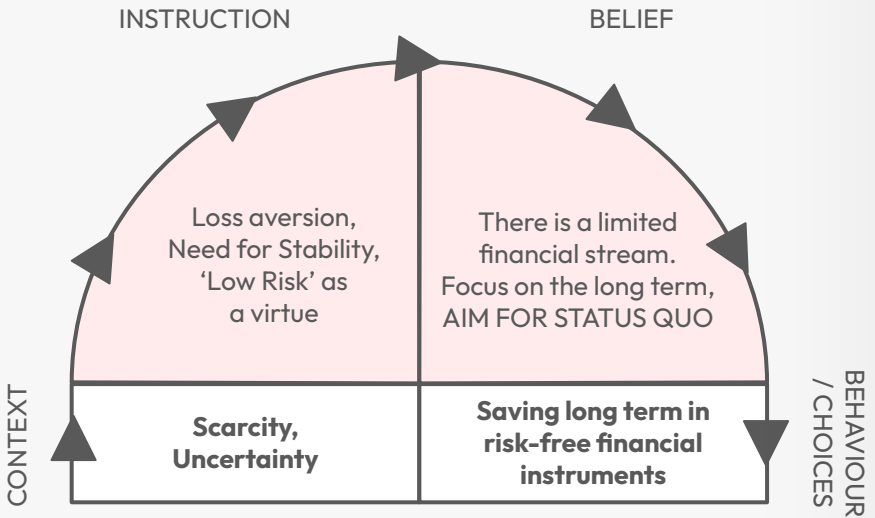 INSTRUCTION
BELIEF
Loss aversion,
Need for Stability,
‘Low Risk’ as
a virtue
There is a limited
financial stream.
Focus on the long term,
AIM FOR STATUS QUO
CONTEXT
Scarcity,
Uncertainty
Saving long term in
risk-free financial
instruments
BEHAVIOUR
/ CHOICES